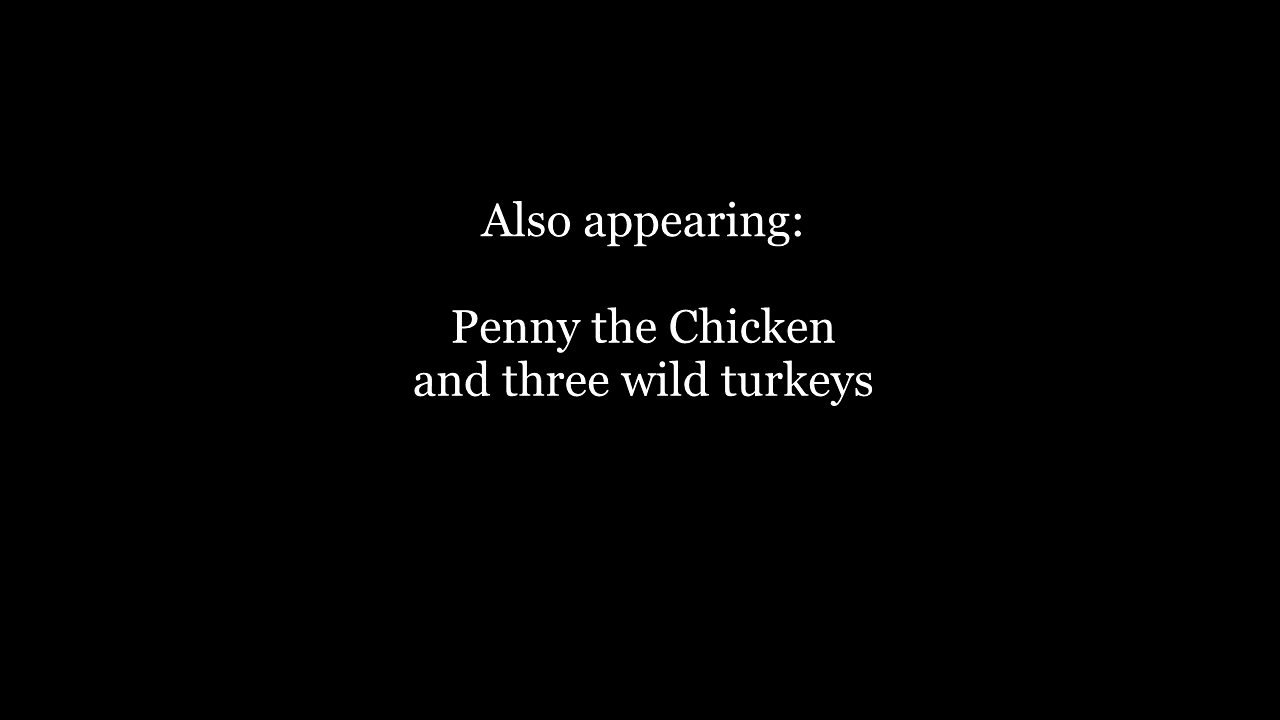 Also appearing:
Penny the Chicken
and three wild turkeys